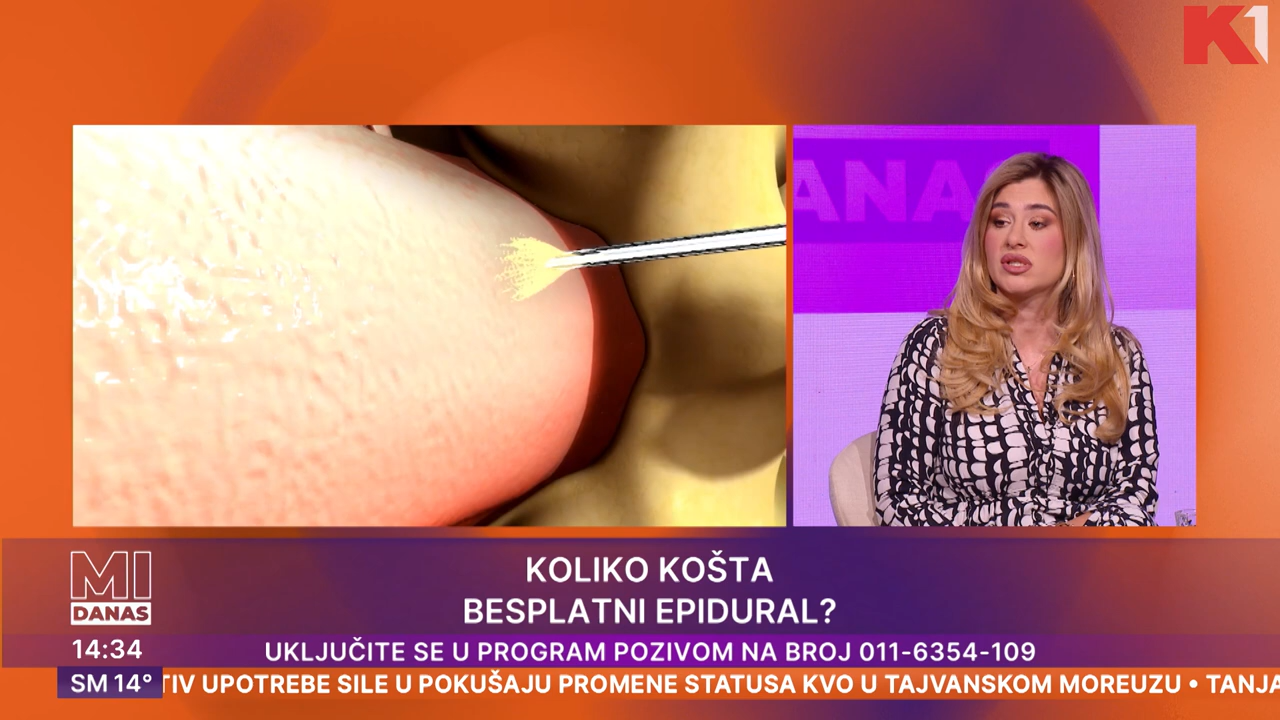 K1
DANAS
KOLIKO KOŠTA
BESPLATNI EPIDURAL?
MI
DANAS
14:34
UKLJUČITE SE U PROGRAM POZIVOM NA BROJ 011-6354-109
SM 14°
TIV UPOTREBE SILE U POKUŠAJU PROMENE STATUSA KVO U TAJVANSKOM MOREUZU • TANJA